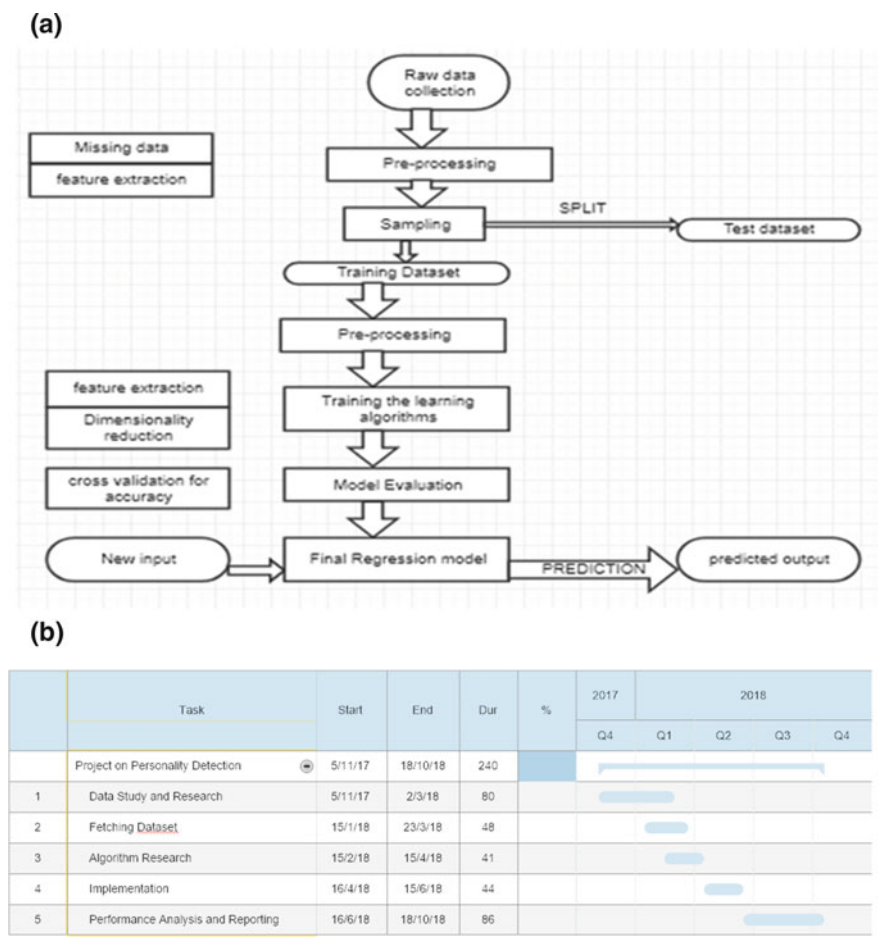 (a)
Raw data
collection
Missing data
feature extraction
Pre-processing
Sampling
SPLIT
Test dataset
Training Dataset
Pre-processing
feature extraction
Dimensionality
reduction
Training the learning
algorithms
cross validation for
accuracy
Model Evaluation
New input
Final Regression model
PREDICTION
predicted output
(b)
Task Start End Dur % 2017 2018
Q4 Q1 Q2 Q3 Q4
Project on Personality Detection 5/11/17 18/10/18 240
1 Data Study and Research 5/11/17 2/3/18 80
2 Fetching Dataset 15/1/18 23/3/18 48
3 Algorithm Research 15/2/18 15/4/18 41
4 Implementation 16/4/18 15/6/18 44
5 Performance Analysis and Reporting 16/6/18 18/10/18 86